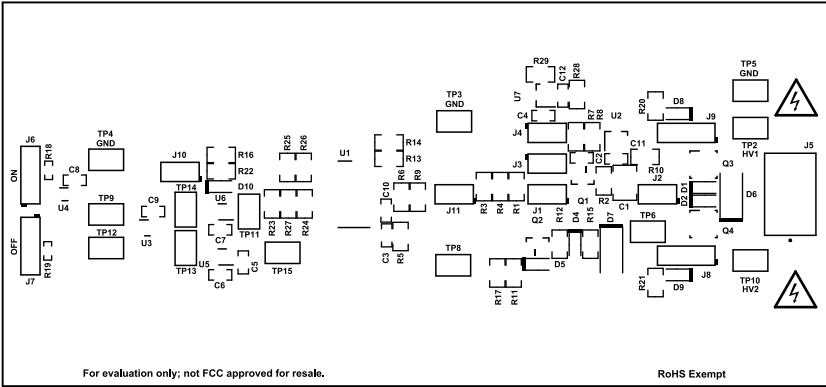 R29
C12
R28
TP5
GND
TP3
GND
U7
R20
D8
C4
R7
R8
U2
J9
J6
R18
TP4
GND
R25
R26
U1
R14
J4
TP2
HV1
J5
J10
R16
R13
J3
C2
C11
R10
Q3
C8
R22
R6
R9
J2
ON
TP14
D10
C10
Q1
R2
D1
D2
D6
U4
TP9
C9
U6
J11
R3
R4
R1
J1
C1
U3
C7
TP11
R23
R27
R24
Q2
R12
D4
R15
D7
TP6
Q4
OFF
TP12
R19
TP13
U5
C5
TP15
C3
R5
TP8
D5
J8
J7
C6
R17
R11
R21
D9
TP10
HV2
For evaluation only; not FCC approved for resale.
RoHS Exempt